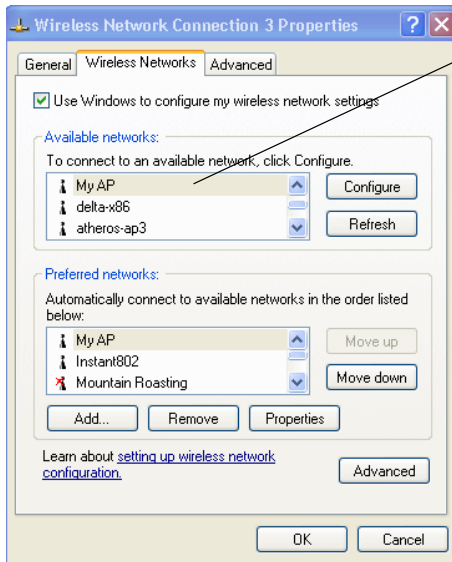 Wireless Network Connection 3 Properties
General Wireless Networks Advanced
Use Windows to configure my wireless network settings
Available networks:
To connect to an available network, click Configure.
My AP
delta-x86
atheros-ap3
Configure
Refresh
Preferred networks:
Automatically connect to available networks in the order listed
below:
My AP
Instant802
Mountain Roasting
Move up
Move down
Add... Remove Properties
Learn about setting up wireless network
configuration.
Advanced
OK Cancel